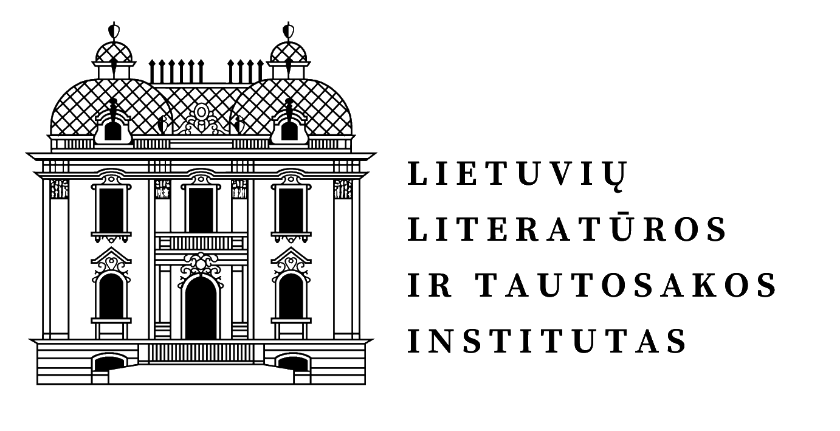 LIETUVIŲ
LITERATŪROS
IR TAUTOSAKOS
INSTITUTAS